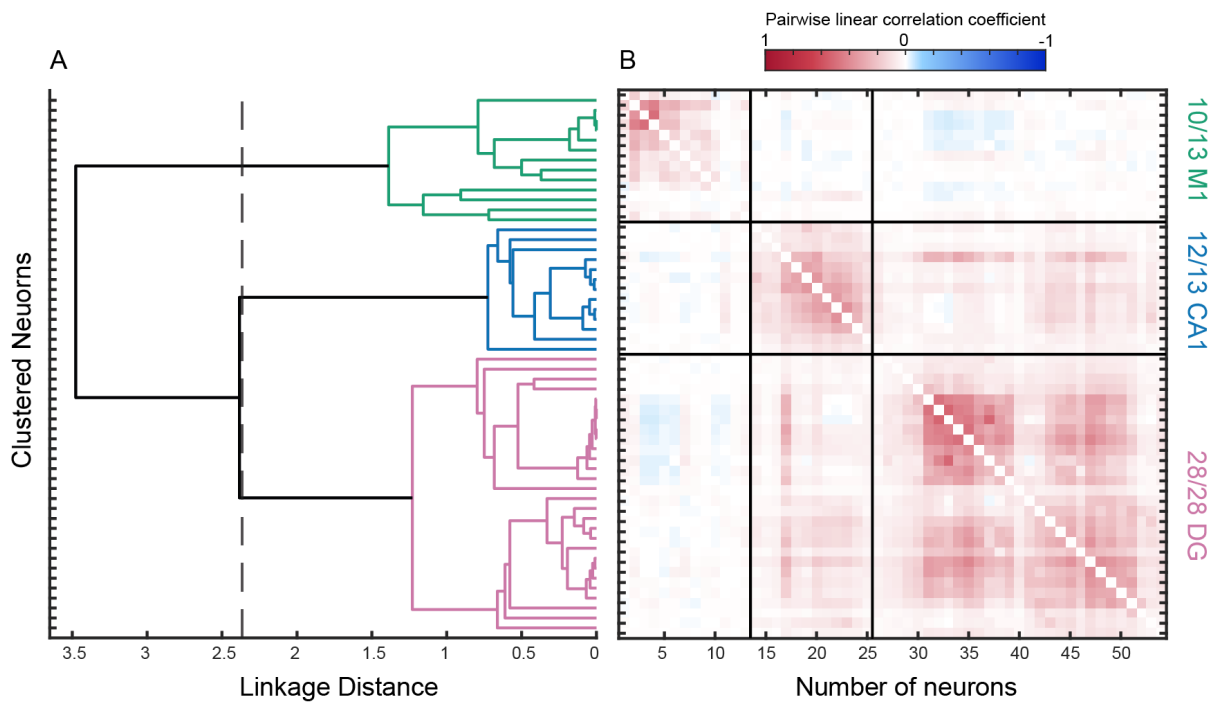 Pairwise linear correlation coefficient
1 0 -1
A
B
Clustered Neuorns
10/13 M1
12/13 CA1
28/28 DG
3.5 3 2.5 2 1.5 1 0.5 0
5 10 15 20 25 30 35 40 45 50
Linkage Distance
Number of neurons